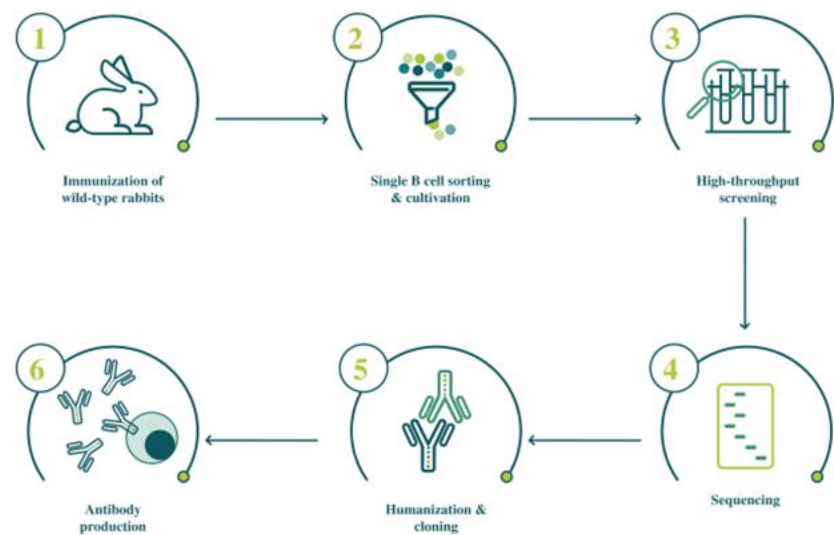 1
Immunization of
wild-type rabbits
2
Single B cell sorting
& cultivation
3
High-throughput
screening
4
Sequencing
5
Humanization &
cloning
6
Antibody
production